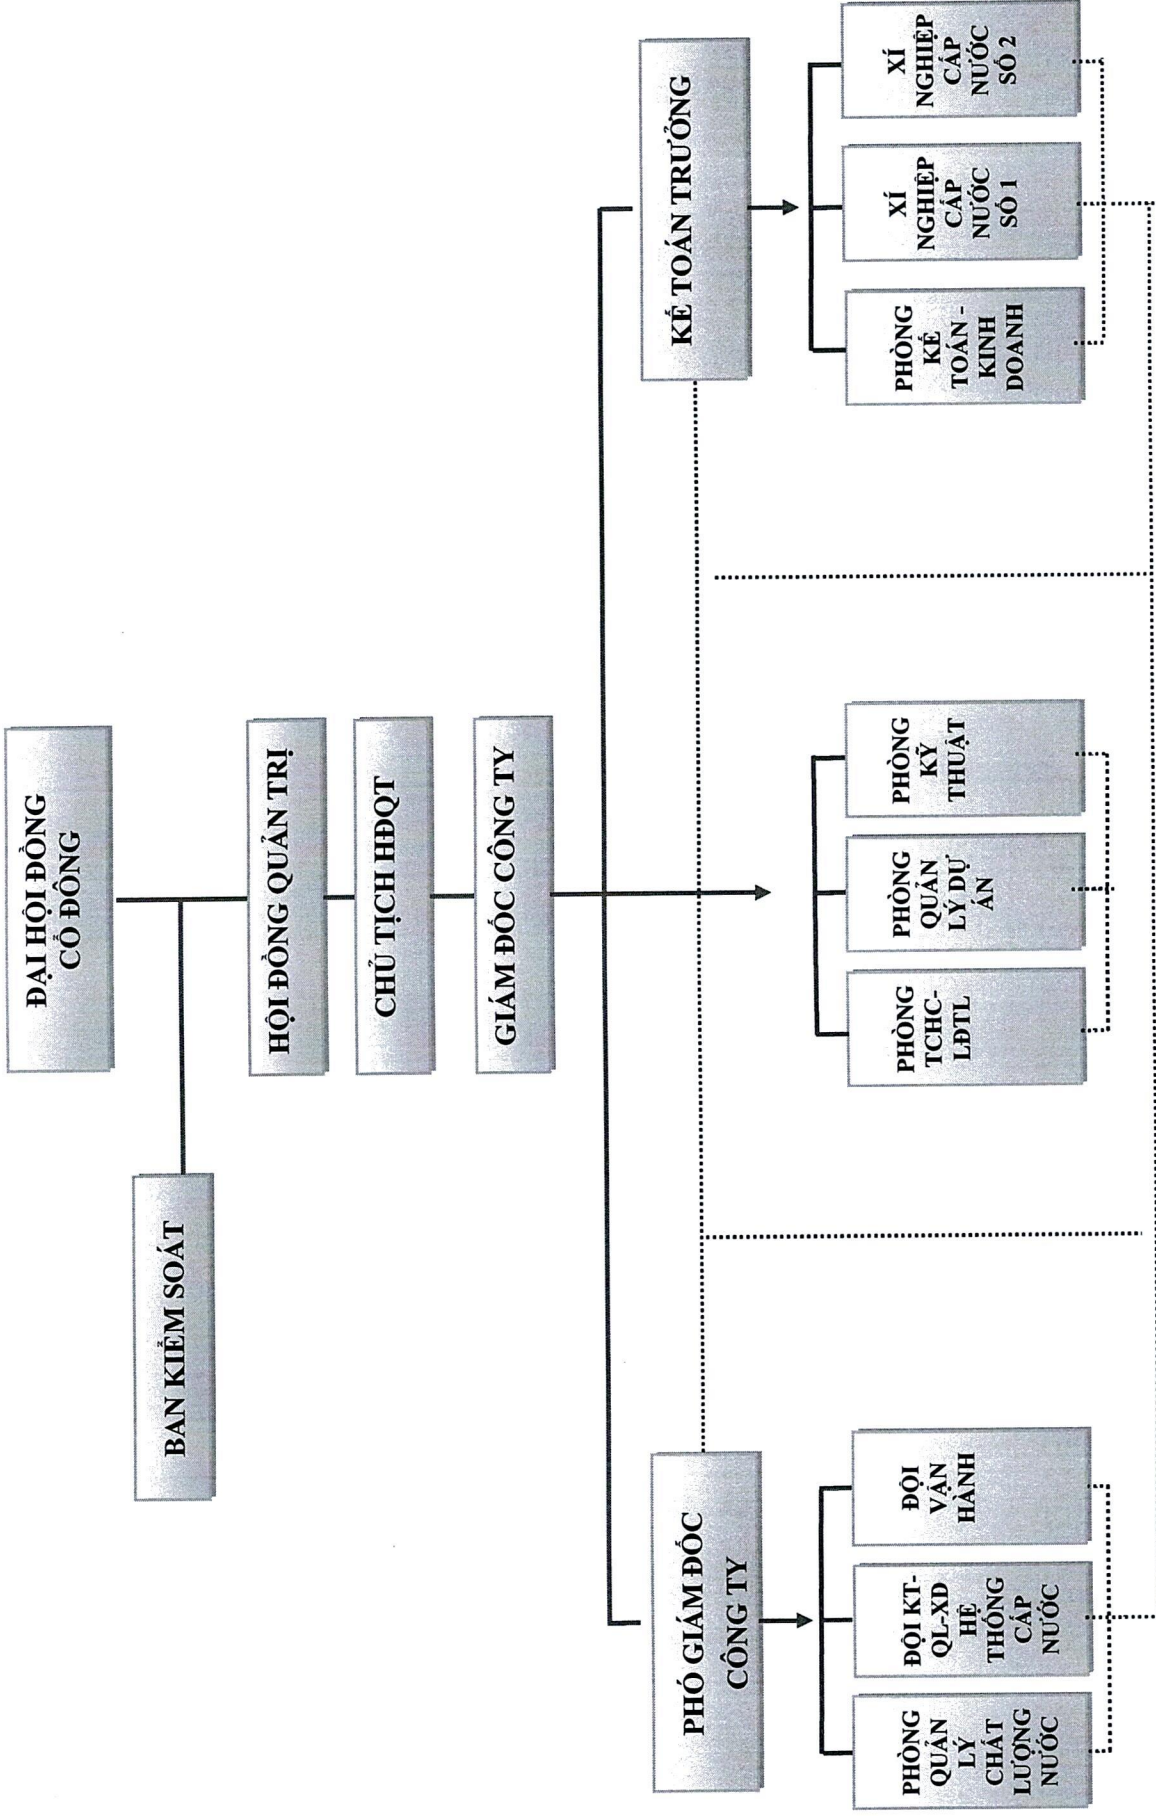 ĐẠI HỘI ĐỒNG
CỔ ĐÔNG
BAN KIỂM SOÁT
HỘI ĐỒNG QUẢN TRỊ
CHỦ TỊCH HĐQT
GIÁM ĐỐC CÔNG TY
PHÓ GIÁM ĐỐC
CÔNG TY
KẾ TOÁN TRƯỞNG
PHÒNG
QUẢN
LÝ
CHẤT
LƯỢNG
NƯỚC
ĐỘI KT-
QL-XD
HỆ
THỐNG
CẤP
NƯỚC
ĐỘI
VẬN
HÀNH
PHÒNG
TCHC-
LĐTL
PHÒNG
QUẢN
LÝ DỰ
ÁN
PHÒNG
KỸ
THUẬT
PHÒNG
KẾ
TOÁN -
KINH
DOANH
XÍ
NGHIỆP
CẤP
NƯỚC
SỐ 1
XÍ
NGHIỆP
CẤP
NƯỚC
SỐ 2